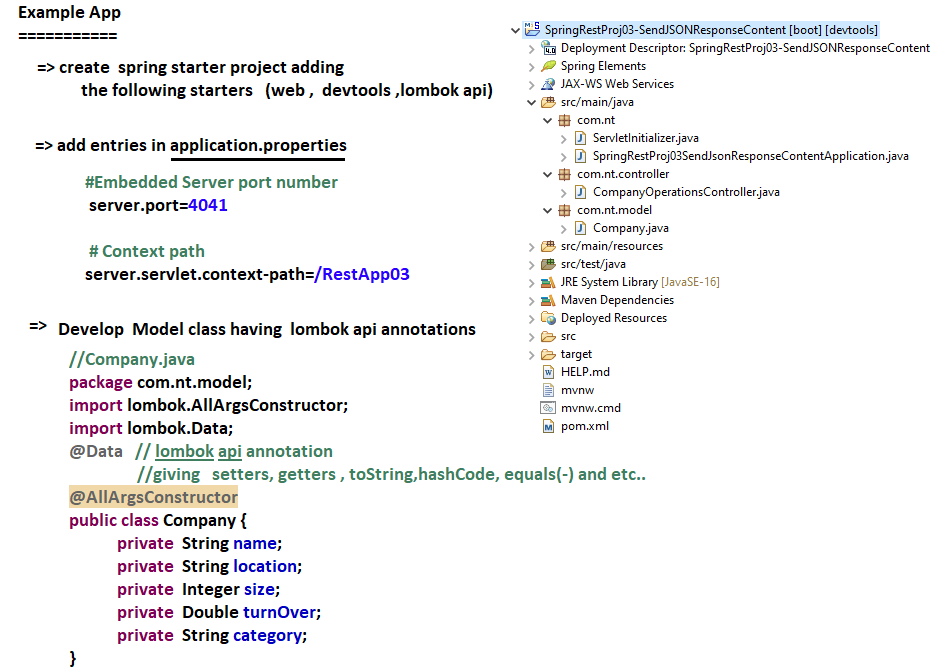 Example App
===========
=> create spring starter project adding
the following starters (web , devtools ,lombok api)
=> add entries in application.properties
#Embedded Server port number
server.port=4041
# Context path
server.servlet.context-path=/RestApp03
=> Develop Model class having lombok api annotations
//Company.java
package com.nt.model;
import lombok.AllArgsConstructor;
import lombok.Data;
@Data // lombok api annotation
//giving setters, getters , toString,hashCode, equals(-) and etc..
@AllArgsConstructor
public class Company {
private String name;
private String location;
private Integer size;
private Double turnOver;
private String category;
}
SpringRestProj03-SendJSONResponseContent [boot] [devtools]
Deployment Descriptor: SpringRestProj03-SendJSONResponseContent
Spring Elements
JAX-WS Web Services
src/main/java
com.nt
ServletInitializer.java
SpringRestProj03SendJsonResponseContentApplication.java
com.nt.controller
CompanyOperationsController.java
com.nt.model
Company.java
src/main/resources
src/test/java
JRE System Library [JavaSE-16]
Maven Dependencies
Deployed Resources
src
target
HELP.md
mvnw
mvnw.cmd
pom.xml